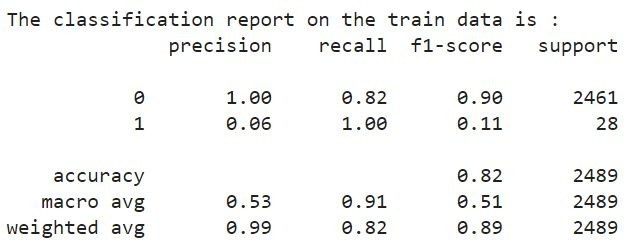 The classification report on the train data is :
precision recall f1-score support
0 1.00 0.82 0.90 2461
1 0.06 1.00 0.11 28
accuracy 0.82 2489
macro avg 0.53 0.91 0.51 2489
weighted avg 0.99 0.82 0.89 2489